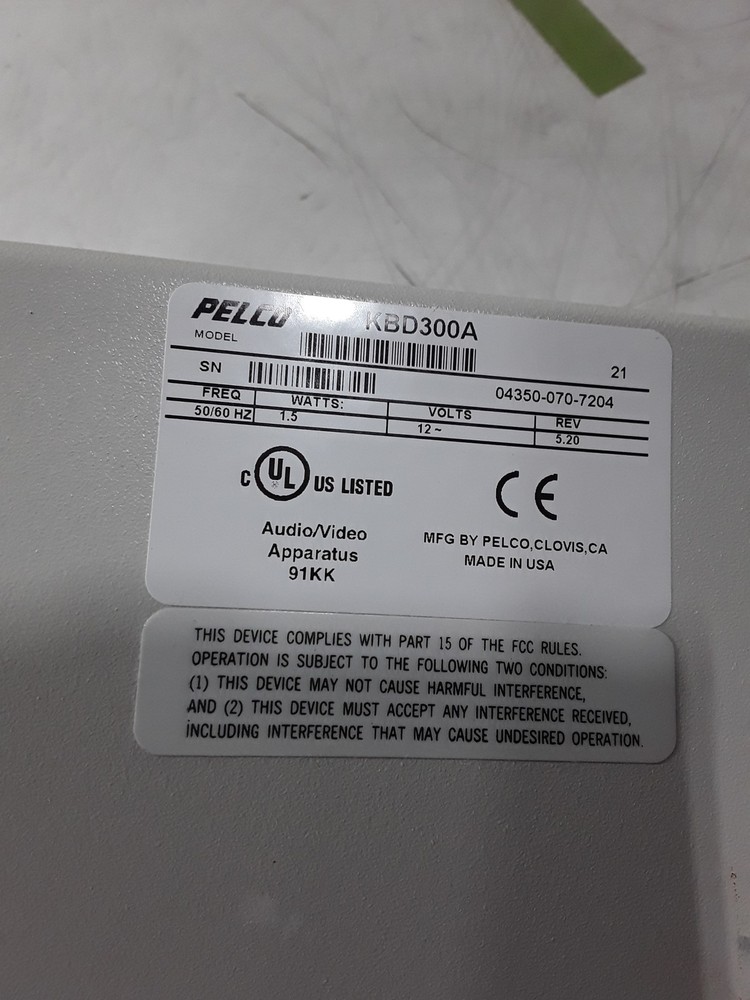 PELCO KBD300A
MODEL
21
SN 04350-070-7204
FREQ WATTS: VOLTS REV
50/60 HZ 1.5 12 ~ 5.20
C UL US LISTED CE
Audio/Video
Apparatus
91KK
MFG BY PELCO,CLOVIS,CA
MADE IN USA
THIS DEVICE COMPLIES WITH PART 15 OF THE FCC RULES.
OPERATION IS SUBJECT TO THE FOLLOWING TWO CONDITIONS:
(1) THIS DEVICE MAY NOT CAUSE HARMFUL INTERFERENCE,
AND (2) THIS DEVICE MUST ACCEPT ANY INTERFERENCE RECEIVED,
INCLUDING INTERFERENCE THAT MAY CAUSE UNDESIRED OPERATION.